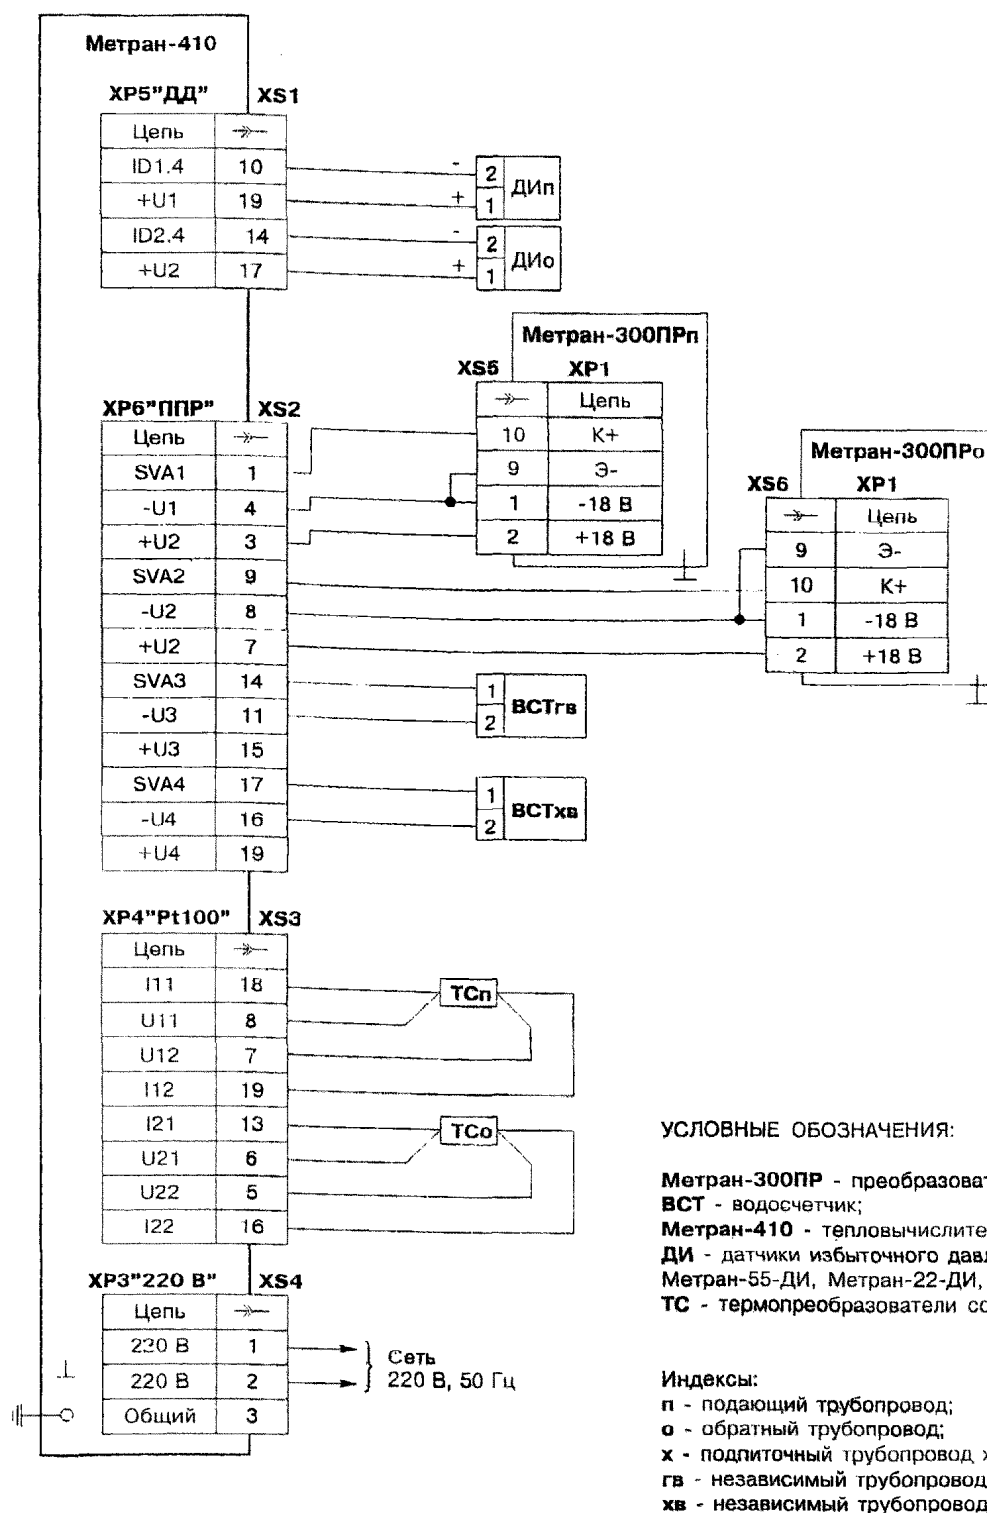 Метран-410
XP5"ДД" XS1
Цепь
ID1.4 10
+U1 19
ID2.4 14
+U2 17
- 2
+ 1
ДИп
- 2
+ 1
ДИо
Метран-300ПРп
XS5 XP1
Цепь
10 К+
9 Э-
1 -18 В
2 +18 В
Метран-300ПРо
XS6 XP1
Цепь
9 Э-
10 К+
1 -18 В
2 +18 В
XP6"ППР" XS2
Цепь
SVA1 1
-U1 4
+U2 3
SVA2 9
-U2 8
+U2 7
SVA3 14
-U3 11
+U3 15
SVA4 17
-U4 16
+U4 19
1
2
ВСТгв
1
2
ВСТхв
XP4"Pt100" XS3
Цепь
I11 18
U11 8
U12 7
I12 19
I21 13
U21 6
U22 5
I22 16
ТСп
ТСо
XP3"220 В" XS4
Цепь
220 В 1
220 В 2
Общий 3
Сеть
220 В, 50 Гц
УСЛОВНЫЕ ОБОЗНАЧЕНИЯ:
Метран-300ПР - преобразоват
ВСТ - водосчетчик;
Метран-410 - тепловычислите
ДИ - датчики избыточного дав
Метран-55-ДИ, Метран-22-ДИ,
ТС - термопреобразователи со
Индексы:
п - подающий трубопровод;
о - обратный трубопровод;
х - подпиточный трубопровод
гв - независимый трубопровод
хв - независимый трубопровод